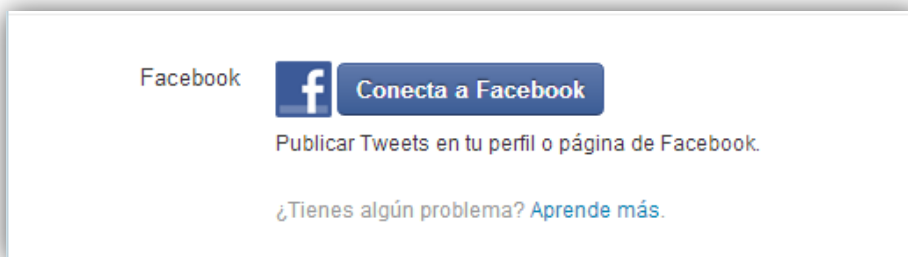 Facebook
f Conecta a Facebook
Publicar Tweets en tu perfil o página de Facebook.
¿Tienes algún problema? Aprende más.